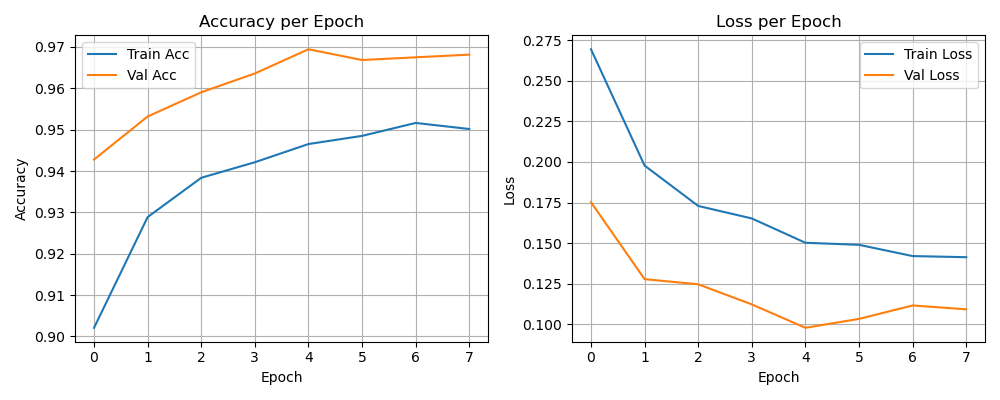 Accuracy per Epoch
Train Acc
Val Acc
0.97
0.96
0.95
0.94
0.93
0.92
0.91
0.90
Accuracy
0 1 2 3 4 5 6 7
Epoch
Loss per Epoch
Train Loss
Val Loss
0.275
0.250
0.225
0.200
0.175
0.150
0.125
0.100
Loss
0 1 2 3 4 5 6 7
Epoch